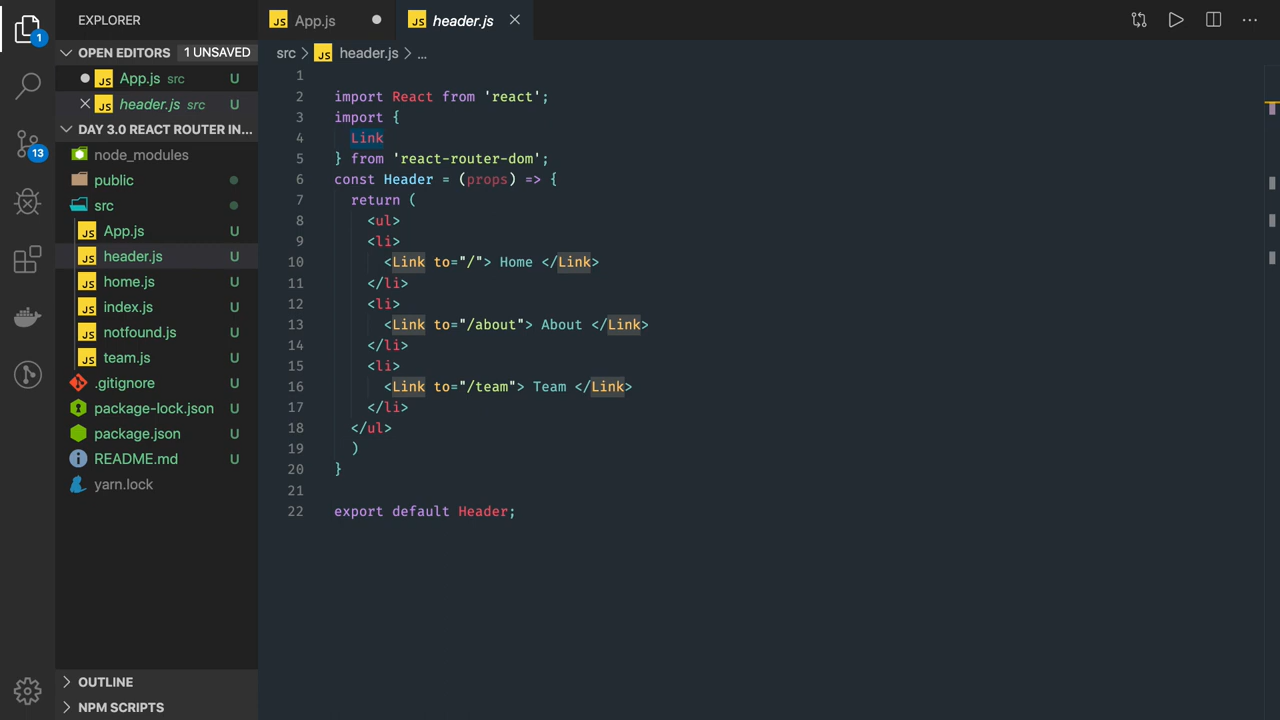 EXPLORER
OPEN EDITORS 1 UNSAVED
App.js src U
header.js src U
DAY 3.0 REACT ROUTER IN...
node_modules
public
src
App.js U
header.js U
home.js U
index.js U
notfound.js U
team.js U
.gitignore U
package-lock.json U
package.json U
README.md U
yarn.lock
OUTLINE
NPM SCRIPTS
1
13
JS App.js
JS header.js
src > JS header.js > ...
1
2 import React from 'react';
3 import {
4 Link
5 } from 'react-router-dom';
6 const Header = (props) => {
7 return (
8 <ul>
9 <li>
10 <Link to="/"> Home </Link>
11 </li>
12 <li>
13 <Link to="/about"> About </Link>
14 </li>
15 <li>
16 <Link to="/team"> Team </Link>
17 </li>
18 </ul>
19 )
20 }
21
22 export default Header;